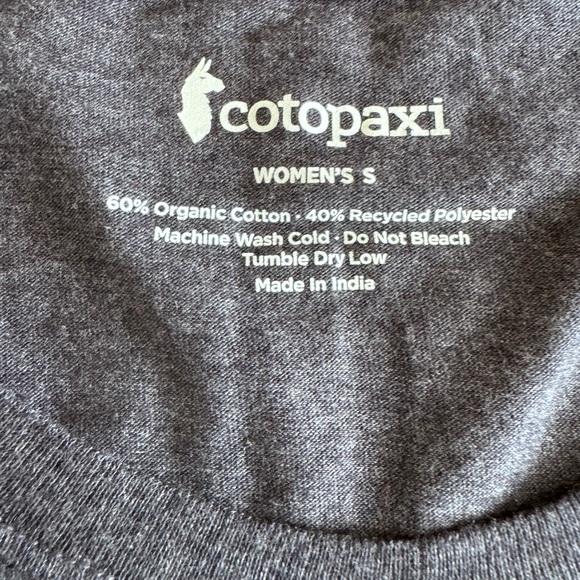 cotopaxi
WOMEN'S S
60% Organic Cotton · 40% Recycled Polyester
Machine Wash Cold · Do Not Bleach
Tumble Dry Low
Made In India